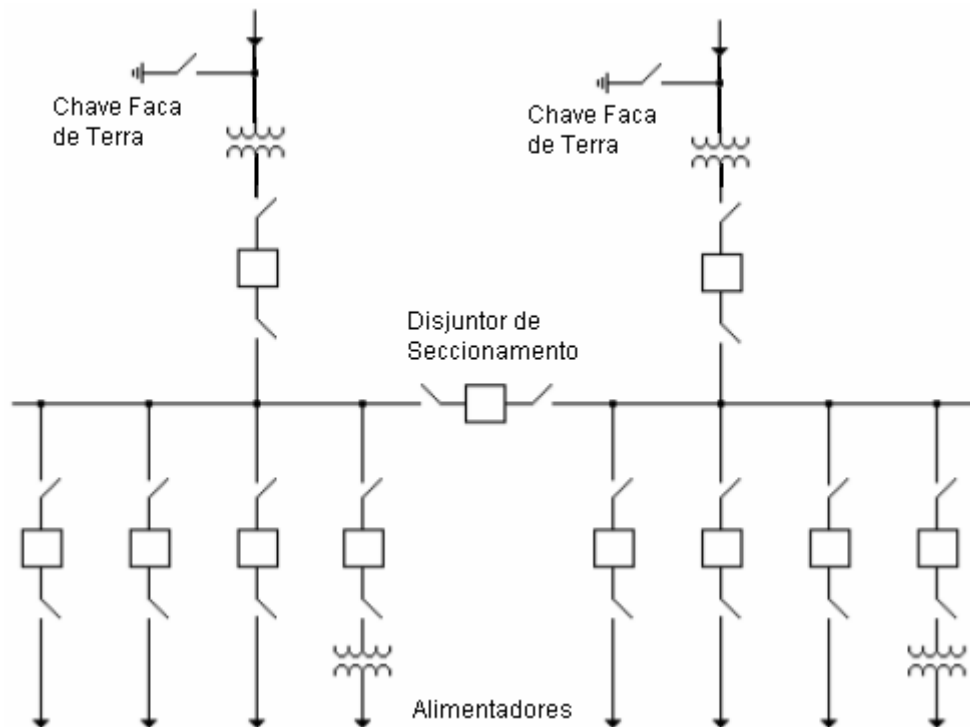 Chave Faca
de Terra
Chave Faca
de Terra
Disjuntor de
Seccionamento
Alimentadores